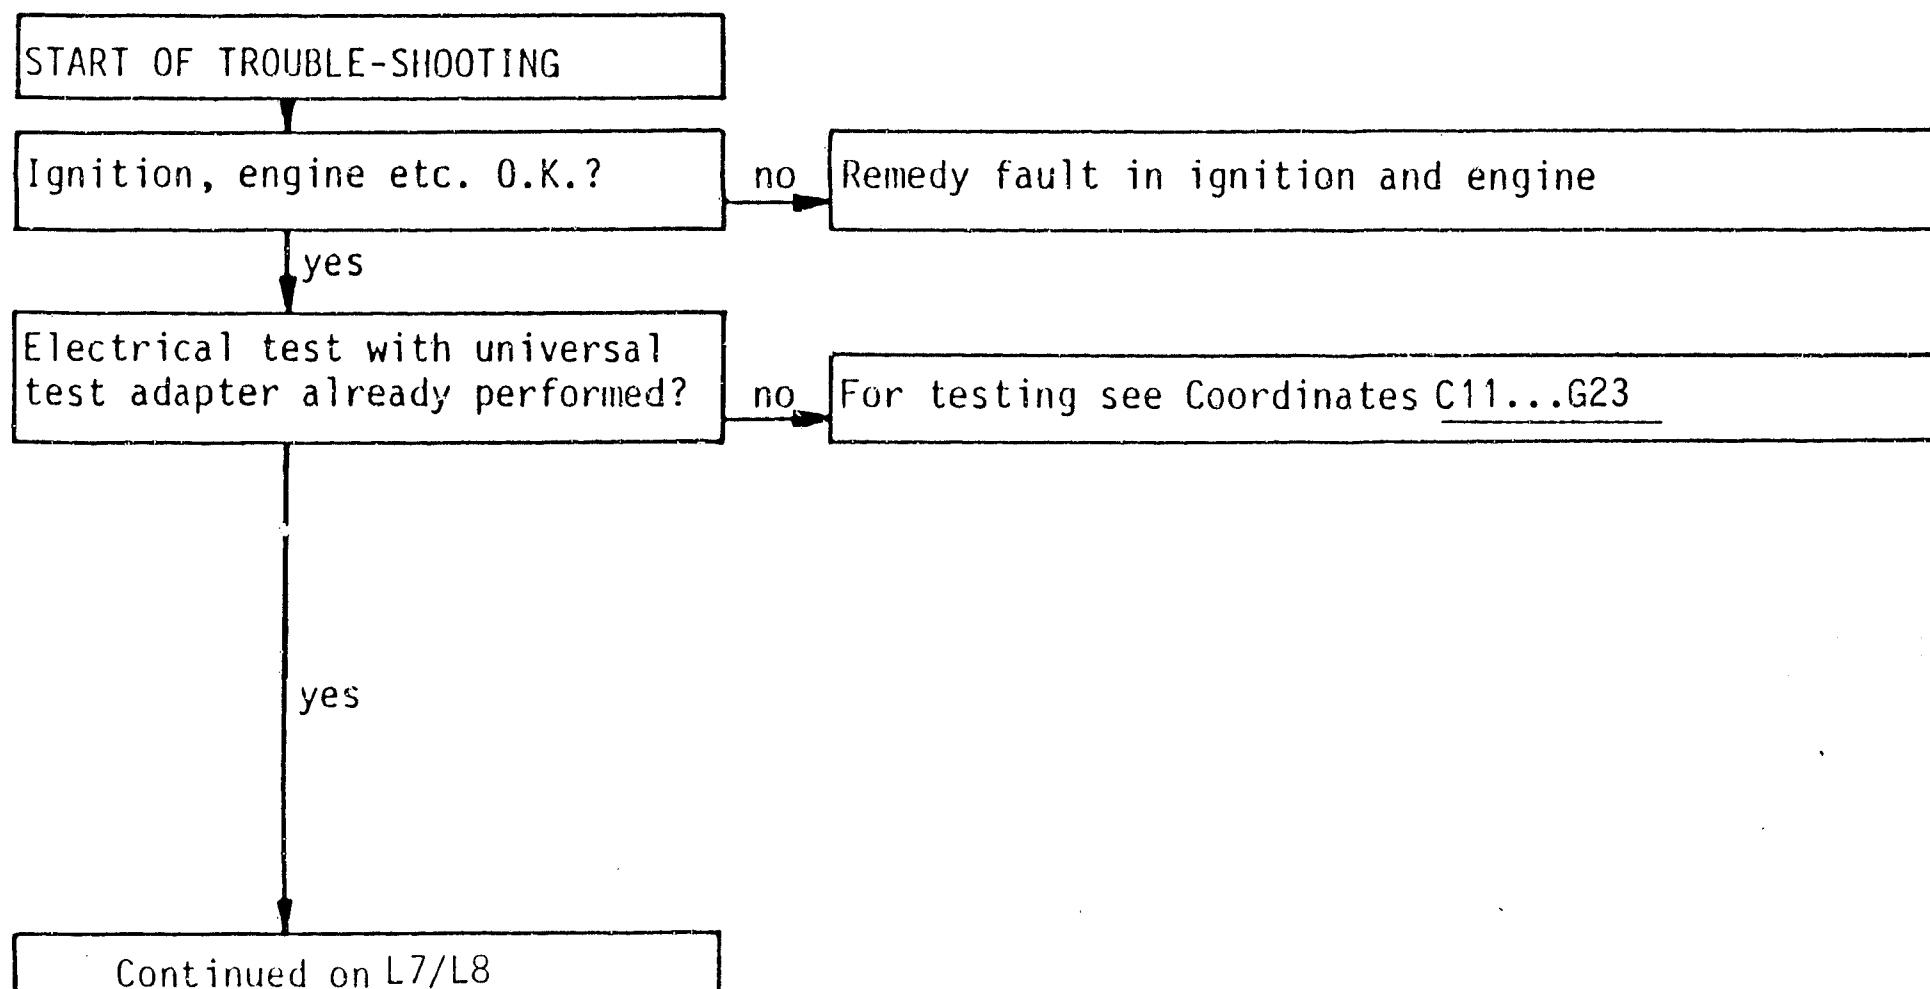 START OF TROUBLE-SHOOTING
Ignition, engine etc. O.K.?
no
Remedy fault in ignition and engine
yes
Electrical test with universal
test adapter already performed?
no
For testing see Coordinates C11...G23
yes
Continued on L7/L8